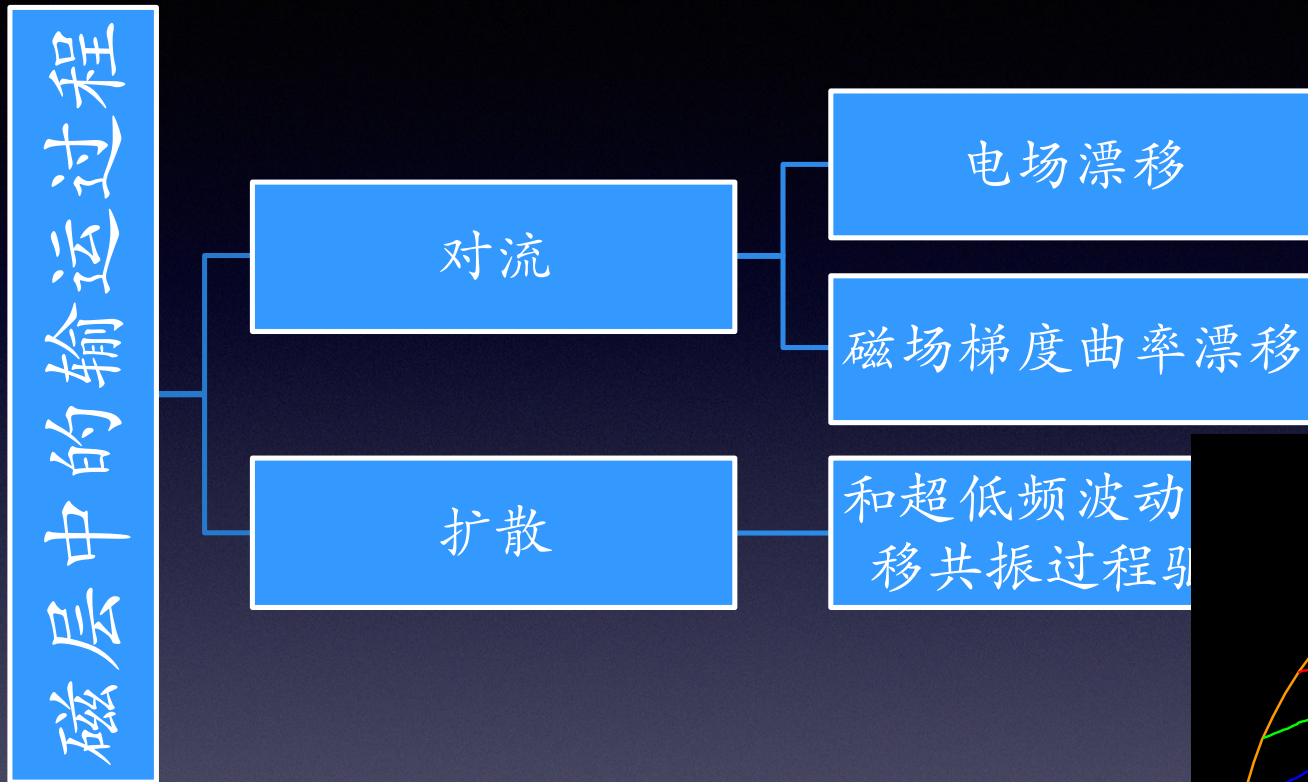 磁层中的输运过程
对流
电场漂移
磁场梯度曲率漂移
扩散
和超低频波动
移共振过程